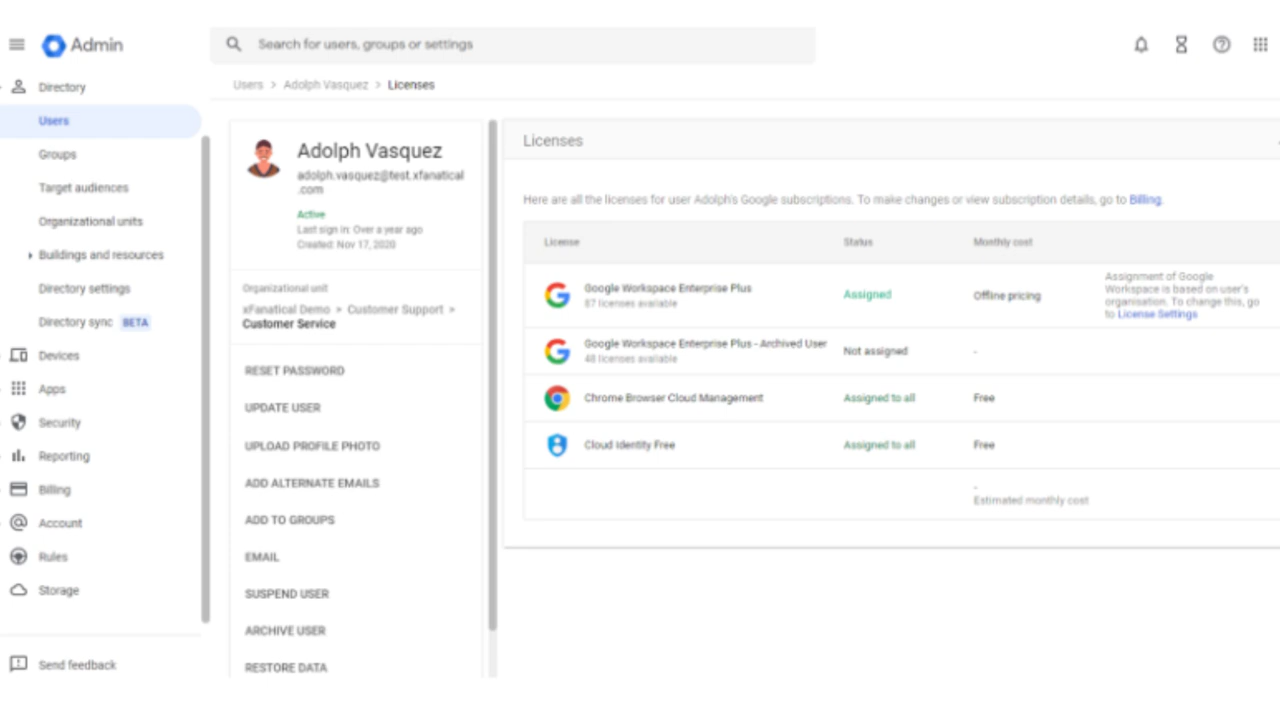 Admin
Search for users, groups or settings
Directory
Users
Groups
Target audiences
Organizational units
Buildings and resources
Directory settings
Directory sync BETA
Devices
Apps
Security
Reporting
Billing
Account
Rules
Storage
Send feedback
Users > Adolph Vasquez > Licenses
Adolph Vasquez
adolph.vasquez@test.xfanatical
.com
Active
Last sign in: Over a year ago
Created: Nov 17, 2020
Organizational unit
xFanatical Demo > Customer Support >
Customer Service
RESET PASSWORD
UPDATE USER
UPLOAD PROFILE PHOTO
ADD ALTERNATE EMAILS
ADD TO GROUPS
EMAIL
SUSPEND USER
ARCHIVE USER
RESTORE DATA
Licenses
Here are all the licenses for user Adolph's Google subscriptions. To make changes or view subscription details, go to Billing.
License Status Monthly cost
Google Workspace Enterprise Plus
87 licenses available
Assigned
Offline pricing
Assignment of Google
Workspace is based on user's
organisation. To change this, go
to License Settings
Google Workspace Enterprise Plus - Archived User
48 licenses available
Not assigned
-
Chrome Browser Cloud Management Assigned to all Free
Cloud Identity Free Assigned to all Free
-
Estimated monthly cost